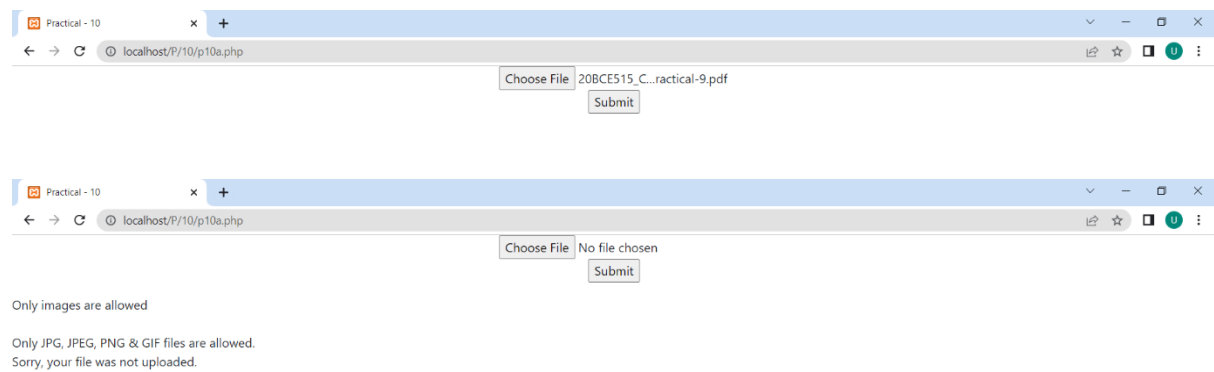 Practical - 10
localhost/P/10/p10a.php
U
Choose File 20BCE515_C...ractical-9.pdf
Submit
Practical - 10
localhost/P/10/p10a.php
U
Choose File No file chosen
Submit
Only images are allowed
Only JPG, JPEG, PNG & GIF files are allowed.
Sorry, your file was not uploaded.